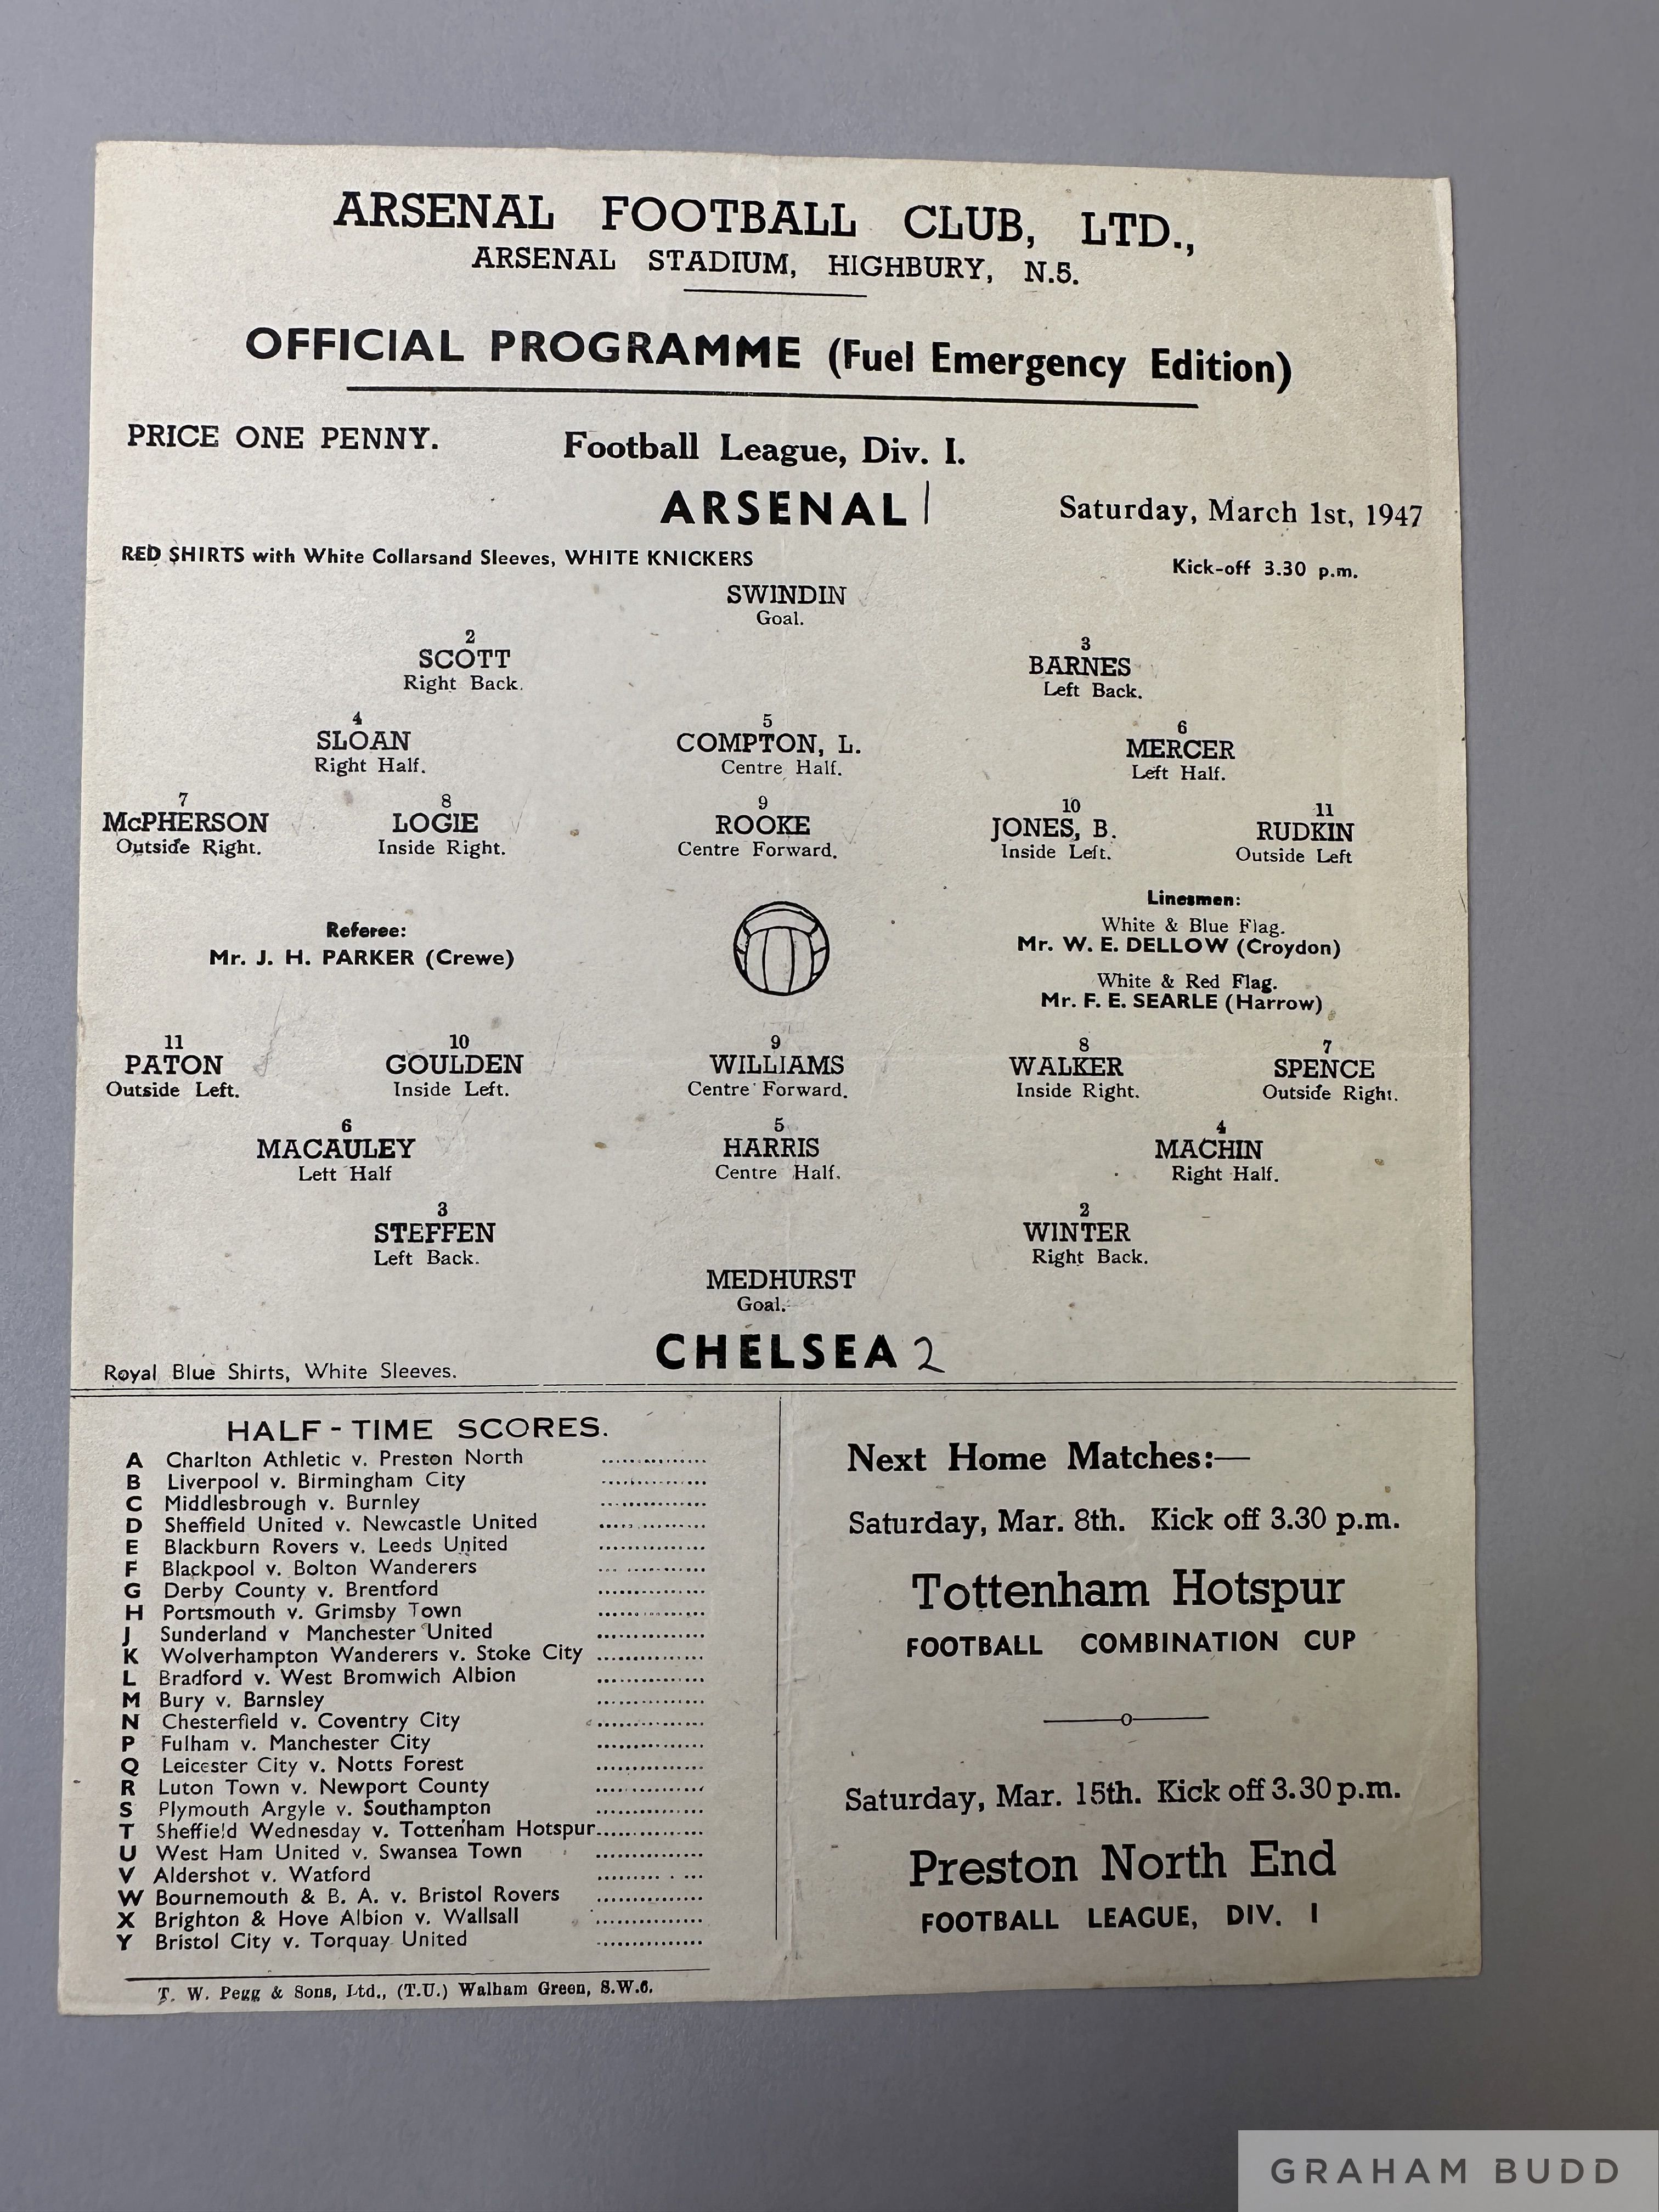 ARSENAL FOOTBALL CLUB, LTD.,
ARSENAL STADIUM, HIGHBURY, N.5.
OFFICIAL PROGRAMME (Fuel Emergency Edition)
PRICE ONE PENNY.
Football League, Div. I.
ARSENAL 1
Saturday, March 1st, 1947
RED SHIRTS with White Collarsand Sleeves, WHITE KNICKERS
Kick-off 3.30 p.m.
SWINDIN
Goal.
2 3
SCOTT BARNES
Right Back. Left Back.
4 5 6
SLOAN COMPTON, L. MERCER
Right Half. Centre Half. Left Half.
7 8 9 10 11
McPHERSON LOGIE ROOKE JONES, B. RUDKIN
Outside Right. Inside Right. Centre Forward. Inside Left. Outside Left
Referee:
Mr. J. H. PARKER (Crewe)
Linesmen:
White & Blue Flag.
Mr. W. E. DELLOW (Croydon)
White & Red Flag.
Mr. F. E. SEARLE (Harrow)
11 10 9 8 7
PATON GOULDEN WILLIAMS WALKER SPENCE
Outside Left. Inside Left. Centre Forward. Inside Right. Outside Right.
6 5 4
MACAULEY HARRIS MACHIN
Lett Half Centre Half. Right Half.
3 2
STEFFEN WINTER
Left Back. Right Back.
MEDHURST
Goal.
CHELSEA 2
Royal Blue Shirts, White Sleeves.
HALF-TIME SCORES.
A Charlton Athletic v. Preston North ...............
B Liverpool v. Birmingham City ...............
C Middlesbrough v. Burnley ...............
D Sheffield United v. Newcastle United ...............
E Blackburn Rovers v. Leeds United ...............
F Blackpool v. Bolton Wanderers ...............
G Derby County v. Brentford ...............
H Portsmouth v. Grimsby Town ...............
J Sunderland v Manchester United ...............
K Wolverhampton Wanderers v. Stoke City ...............
L Bradford v. West Bromwich Albion ...............
M Bury v. Barnsley ...............
N Chesterfield v. Coventry City ...............
P Fulham v. Manchester City ...............
Q Leicester City v. Notts Forest ...............
R Luton Town v. Newport County ...............
S Plymouth Argyle v. Southampton ...............
T Sheffield Wednesday v. Tottenham Hotspur...............
U West Ham United v. Swansea Town ...............
V Aldershot v. Watford ...............
W Bournemouth & B. A. v. Bristol Rovers ...............
X Brighton & Hove Albion v. Wallsall ...............
Y Bristol City v. Torquay United ...............
T. W. Pegg & Sons, Ltd., (T.U.) Walham Green, S.W.6.
Next Home Matches:—
Saturday, Mar. 8th. Kick off 3.30 p.m.
Tottenham Hotspur
FOOTBALL COMBINATION CUP
Saturday, Mar. 15th. Kick off 3.30 p.m.
Preston North End
FOOTBALL LEAGUE, DIV. I
GRAHAM BUDD